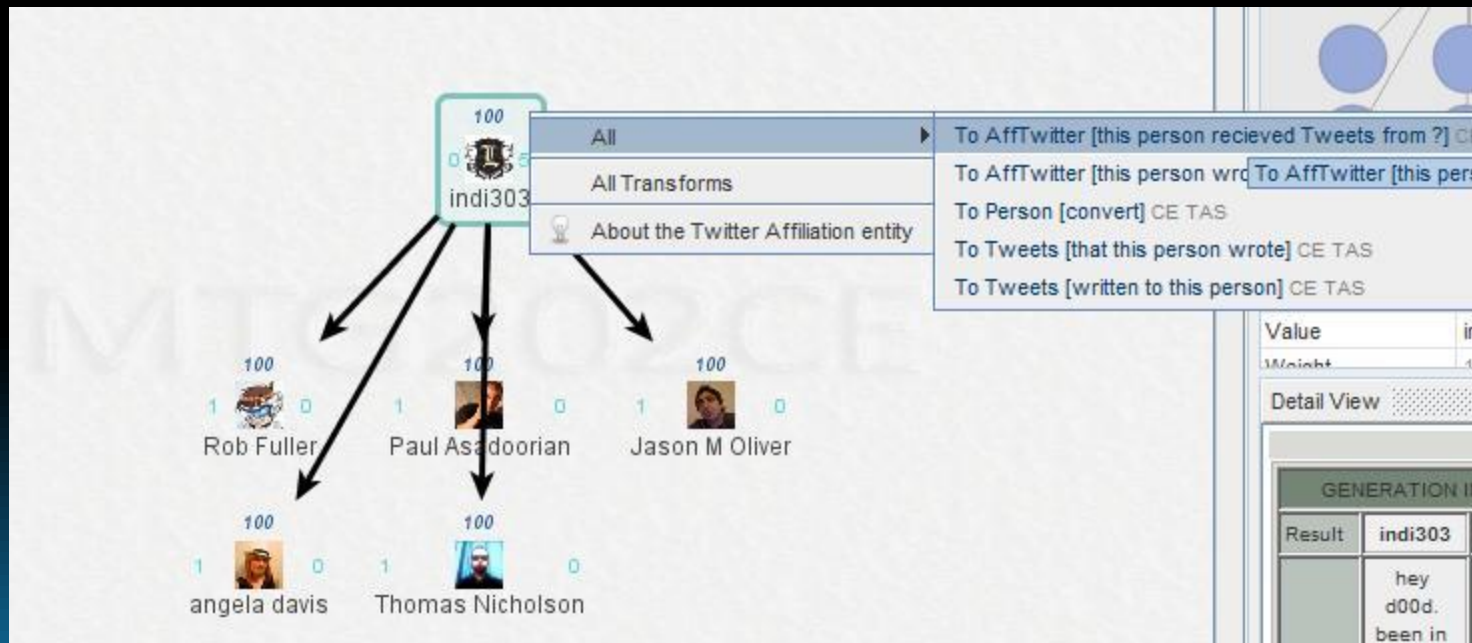 100
0 5
indi303
All
All Transforms
About the Twitter Affiliation entity
To AffTwitter [this person recieved Tweets from ?]
To AffTwitter [this person
To AffTwitter [this
To Person [convert] CE TAS
To Tweets [that this person wrote] CE TAS
To Tweets [written to this person] CE TAS
MTG202CE
100
1 0
Rob Fuller
100
1 0
Paul Asadoorian
100
1 0
Jason M Oliver
100
1 0
angela davis
100
1 0
Thomas Nicholson
Value
Weight
Detail View
GENERATION
Result indi303
hey
d00d.
been in